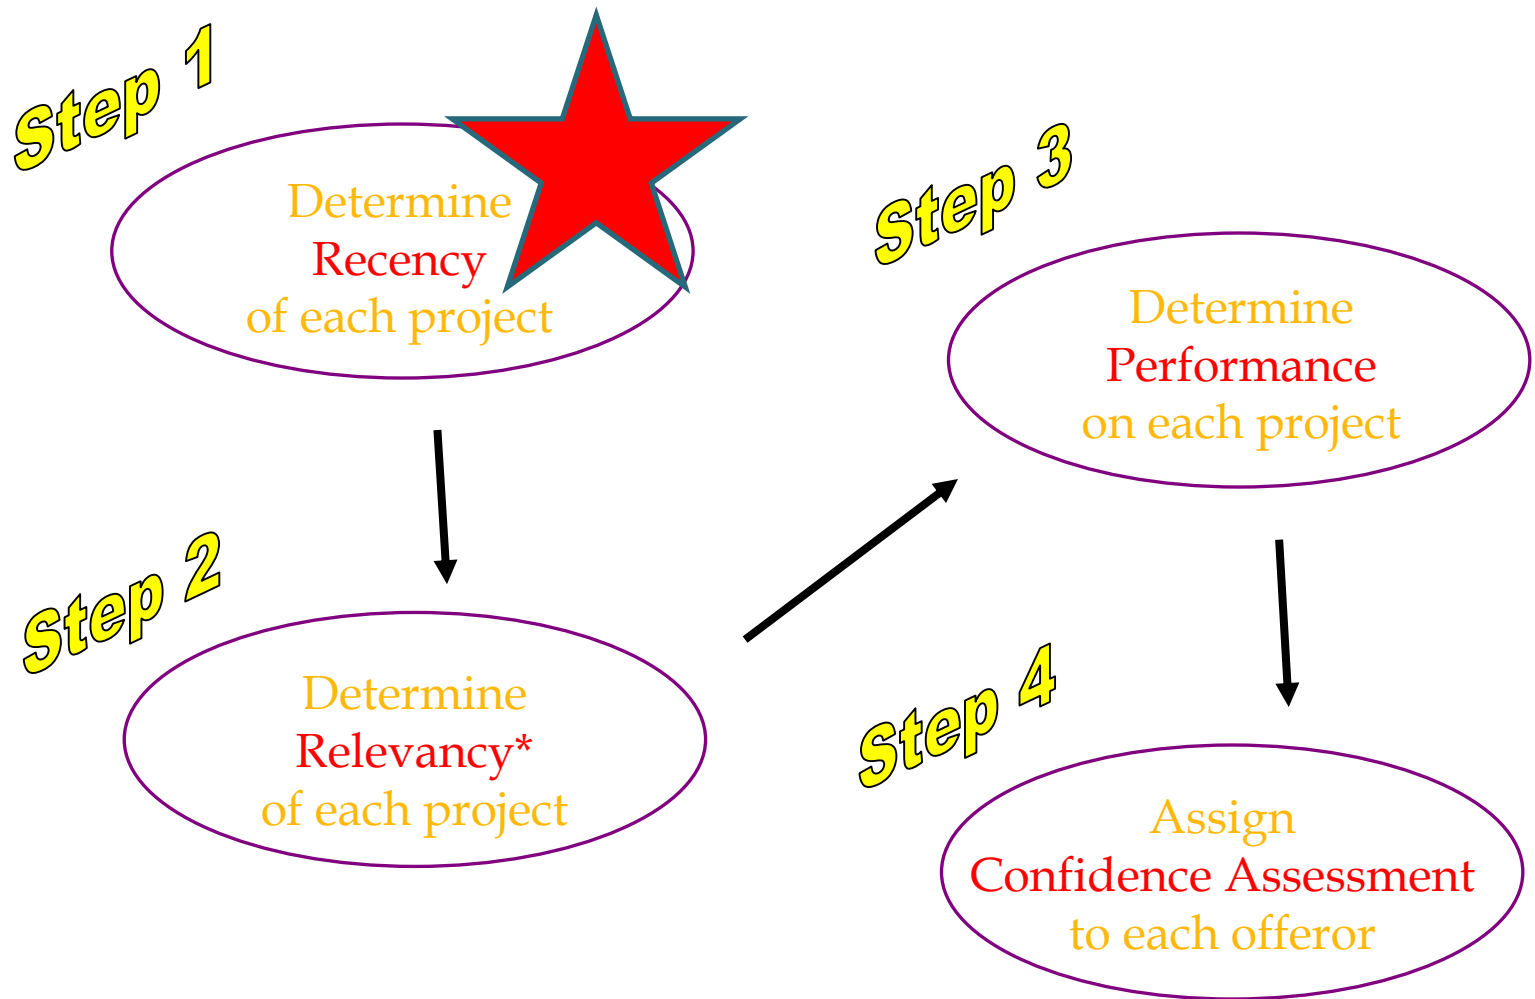 Step 1
Determine
Recency
of each project
Step 2
Determine
Relevancy*
of each project
Step 3
Determine
Performance
on each project
Step 4
Assign
Confidence Assessment
to each offeror